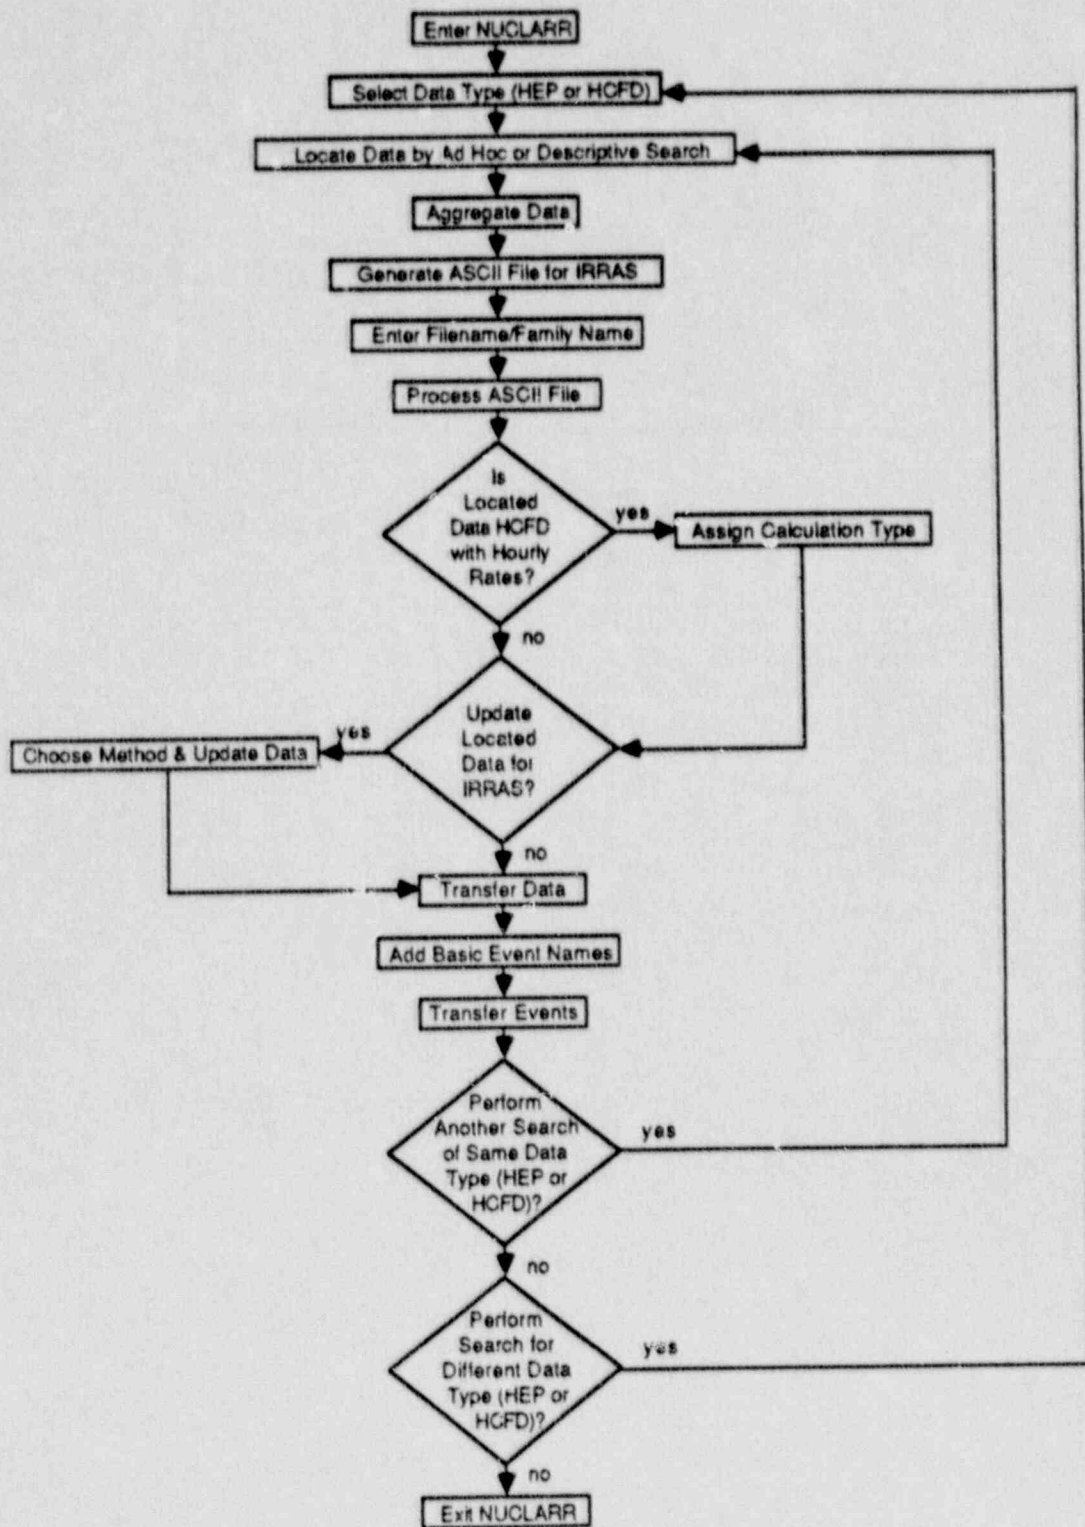 Enter NUCLARR
Select Data Type (HEP or HCFD)
Locate Data by Ad Hoc or Descriptive Search
Aggregate Data
Generate ASCII File for IRRAS
Enter Filename/Family Name
Process ASCII File
Is
Located
Data HCFD
with Hourly
Rates?
yes
Assign Calculation Type
no
Update
Located
Data for
IRRAS?
yes
Choose Method & Update Data
no
Transfer Data
Add Basic Event Names
Transfer Events
Perform
Another Search
of Same Data
Type (HEP or
HCFD)?
yes
no
Perform
Search for
Different Data
Type (HEP or
HCFD)?
yes
no
Exit NUCLARR